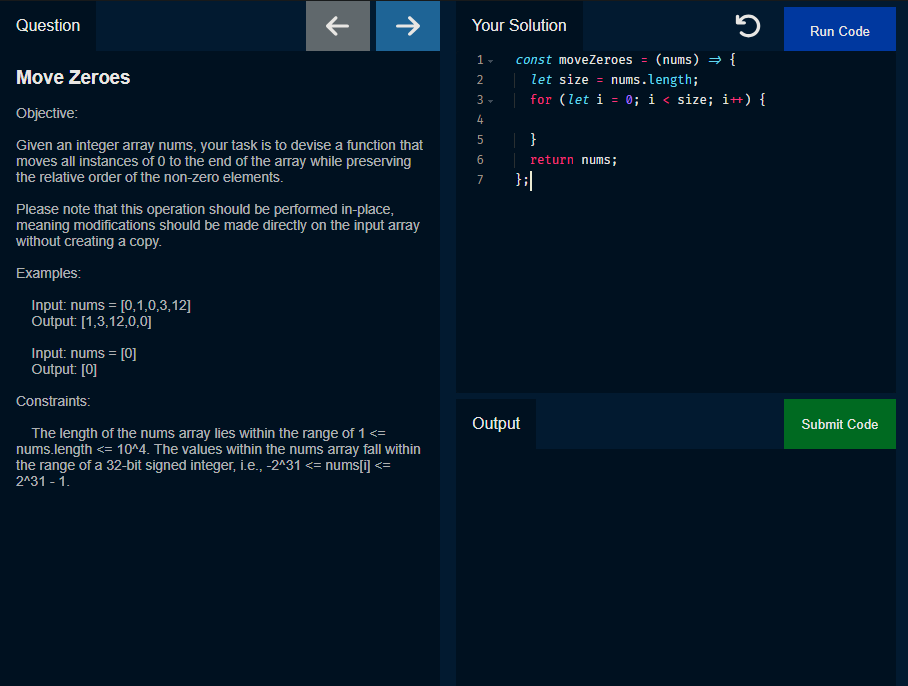 Question
Move Zeroes
Objective:
Given an integer array nums, your task is to devise a function that
moves all instances of 0 to the end of the array while preserving
the relative order of the non-zero elements.
Please note that this operation should be performed in-place,
meaning modifications should be made directly on the input array
without creating a copy.
Examples:
Input: nums = [0,1,0,3,12]
Output: [1,3,12,0,0]
Input: nums = [0]
Output: [0]
Constraints:
The length of the nums array lies within the range of 1 <=
nums.length <= 10^4. The values within the nums array fall within
the range of a 32-bit signed integer, i.e., -2^31 <= nums[i] <=
2^31 - 1.
Your Solution
Run Code
1 const moveZeroes = (nums) => {
2 let size = nums.length;
3 for (let i = 0; i < size; i++) {
4
5 }
6 return nums;
7 };
Output
Submit Code